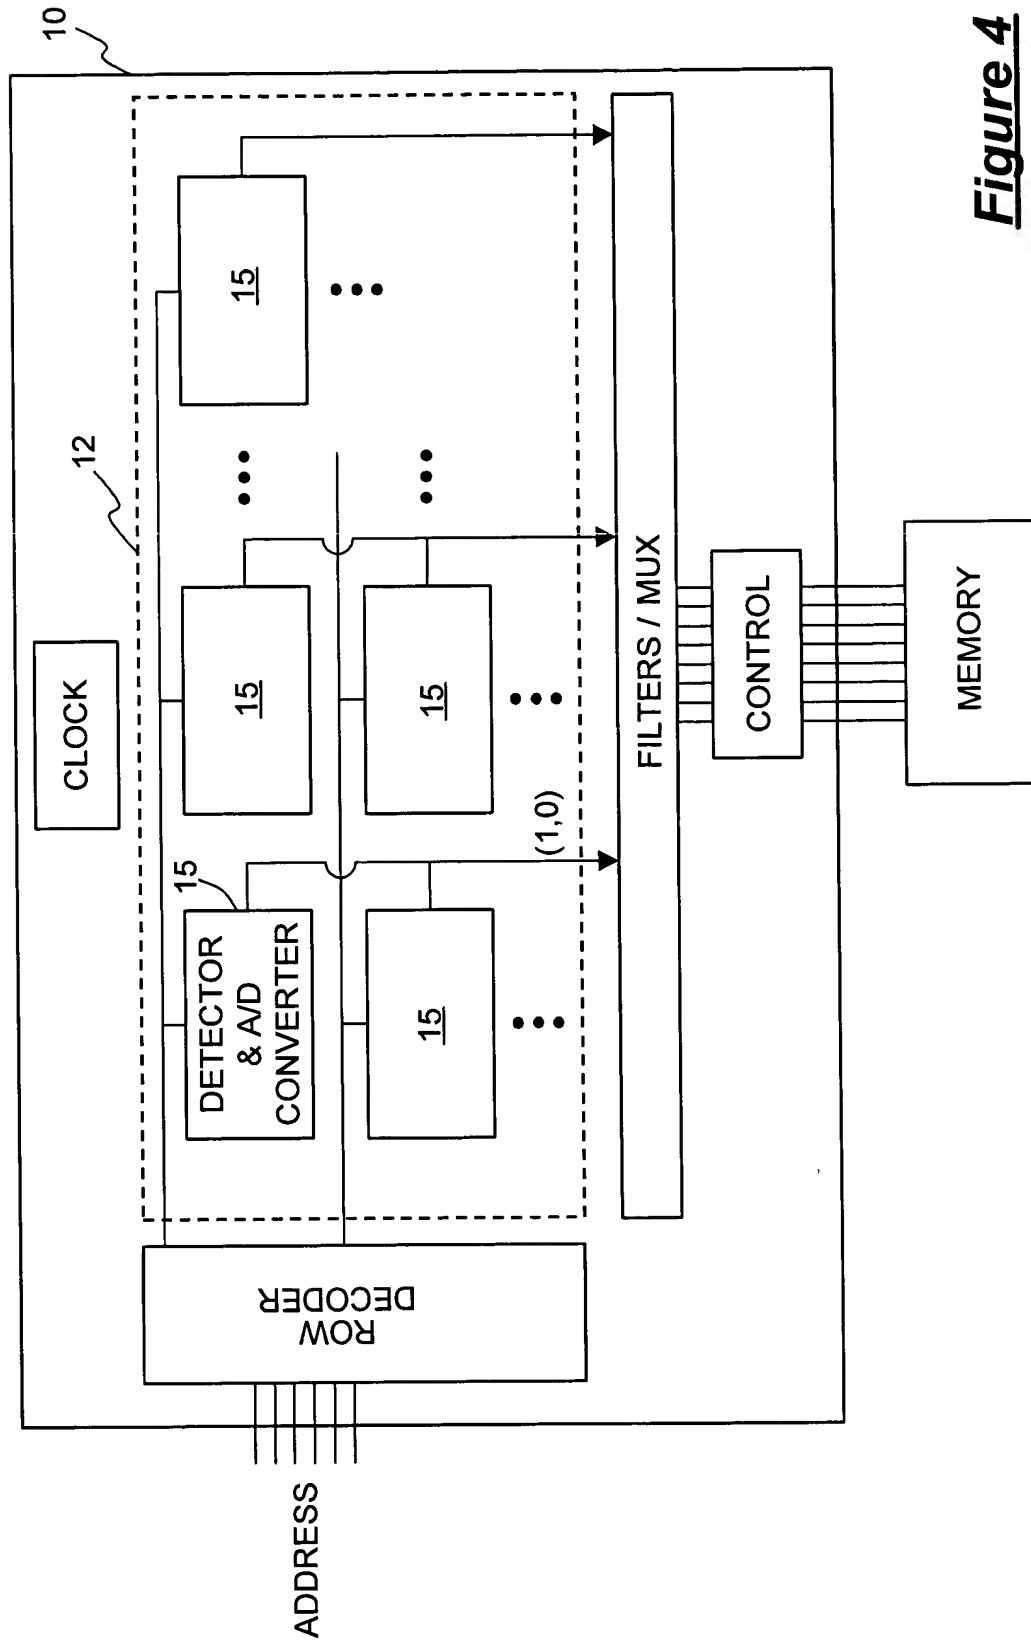 10
12
CLOCK
15
DETECTOR
& A/D
CONVERTER
15
15
15
15
(1,0)
ROW
DECODER
ADDRESS
FILTERS / MUX
CONTROL
MEMORY
Figure 4